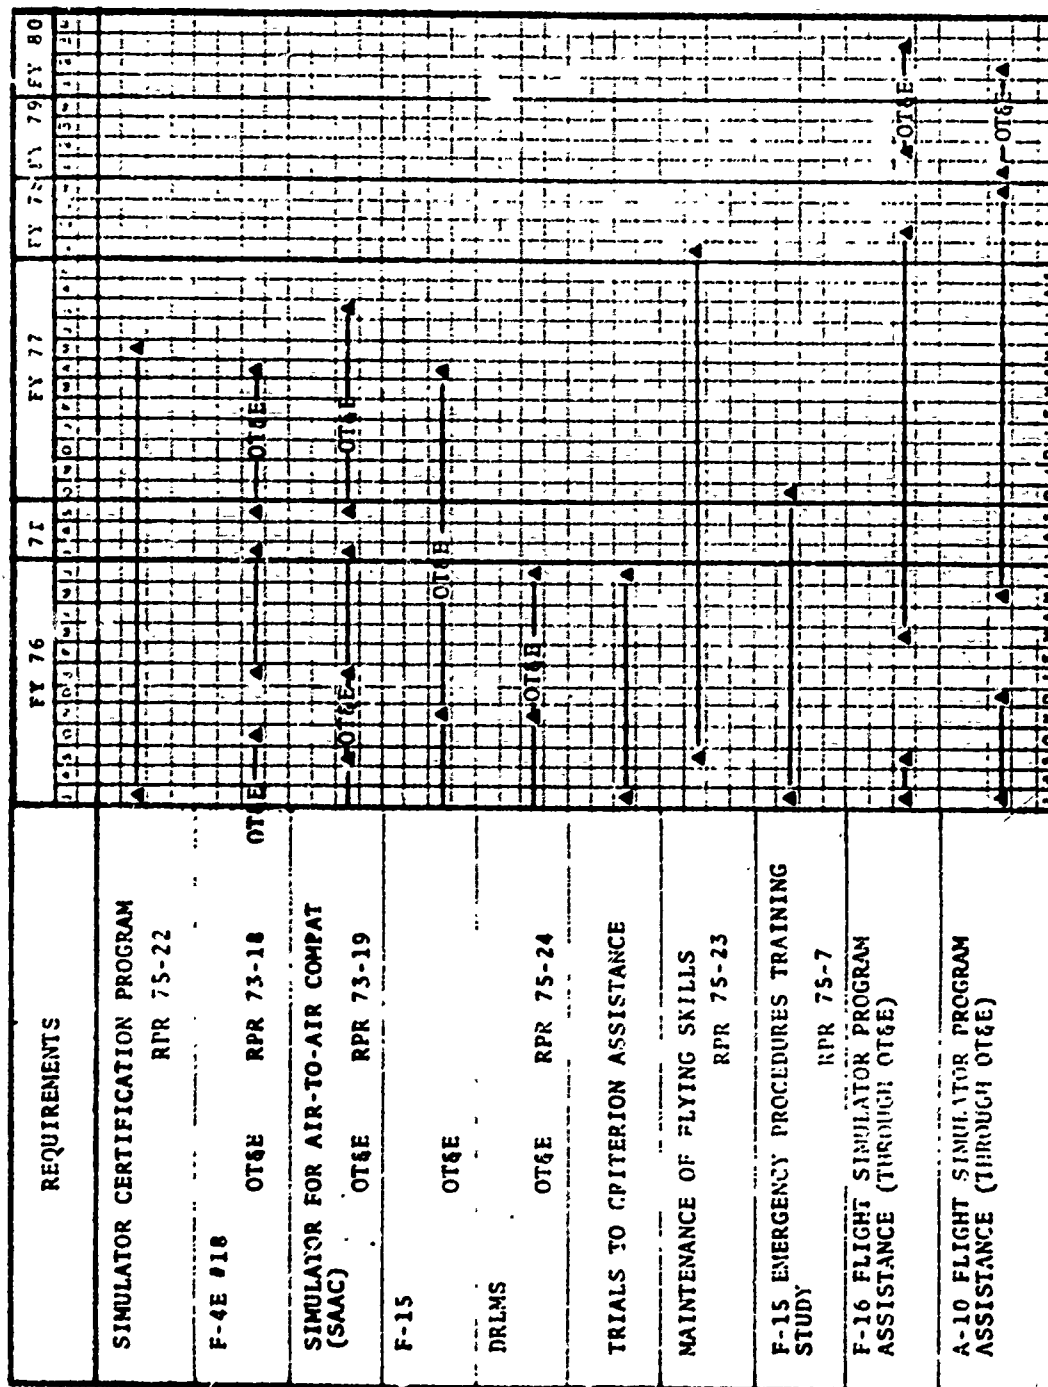 REQUIREMENTS
FY 76
7T
FY 77
FY 7
79
FY 80
SIMULATOR CERTIFICATION PROGRAM
RPR 75-22
F-4E #18
OT&E RPR 73-18
OT&E
OT&E
SIMULATOR FOR AIR-TO-AIR COMPAT
(SAAC)
OT&E RPR 73-19
OT&E
OT&E
F-15
OT&E
OT&E
DRLMS
OT&E RPR 75-24
OT&E
TRIALS TO CRITERION ASSISTANCE
MAINTENANCE OF FLYING SKILLS
RPR 75-23
F-15 EMERGENCY PROCEDURES TRAINING
STUDY
RPR 75-7
F-16 FLIGHT SIMULATOR PROGRAM
ASSISTANCE (THROUGH OT&E)
OT&E
A-10 FLIGHT SIMULATOR PROGRAM
ASSISTANCE (THROUGH OT&E)
OT&E